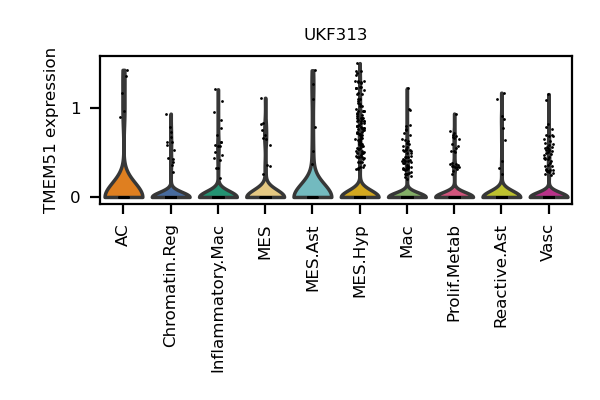 UKF313
TMEM51 expression
1
0
AC
Chromatin.Reg
Inflammatory.Mac
MES
MES.Ast
MES.Hyp
Mac
Prolif.Metab
Reactive.Ast
Vasc